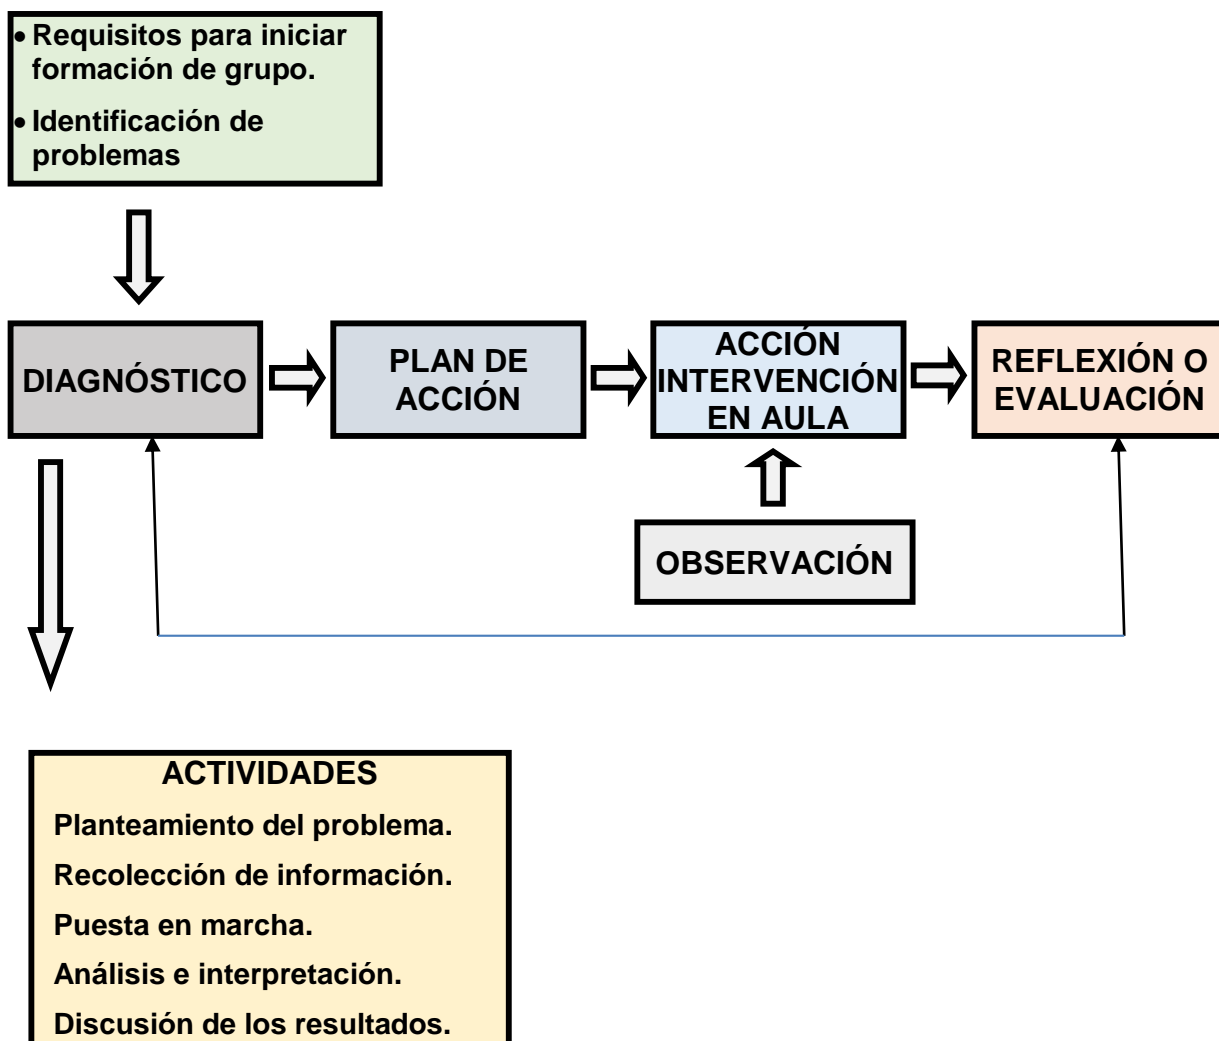 • Requisitos para iniciar
formación de grupo.
• Identificación de
problemas
DIAGNÓSTICO
PLAN DE
ACCIÓN
ACCIÓN
INTERVENCIÓN
EN AULA
REFLEXIÓN O
EVALUACIÓN
OBSERVACIÓN
ACTIVIDADES
Planteamiento del problema.
Recolección de información.
Puesta en marcha.
Análisis e interpretación.
Discusión de los resultados.